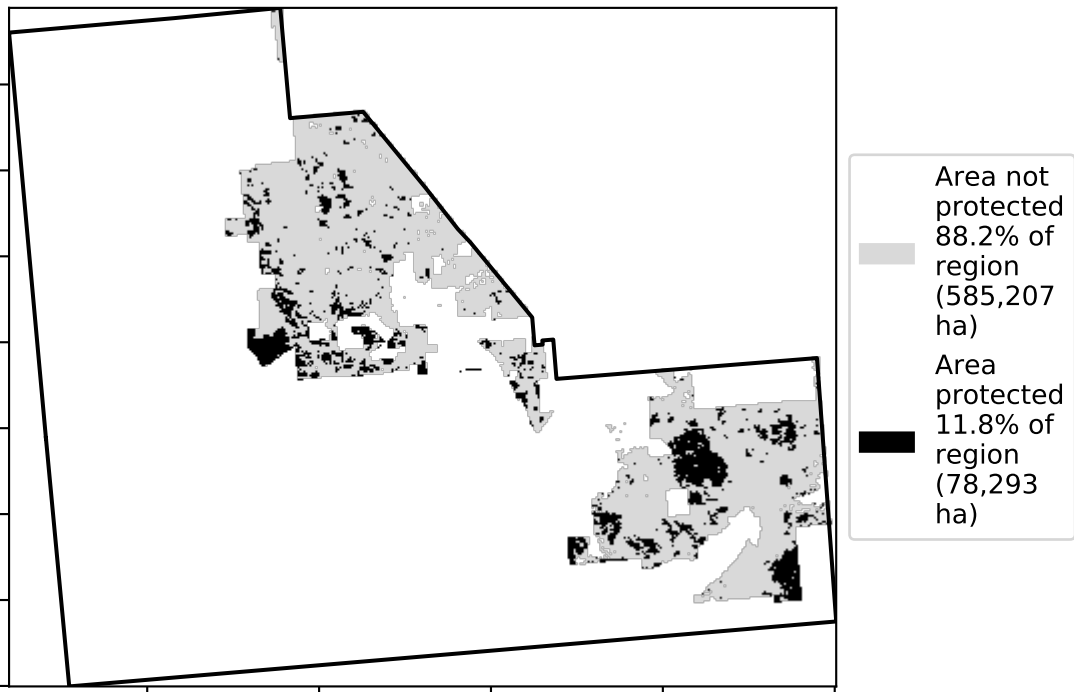 Area not
protected
88.2% of
region
(585,207
ha)
Area
protected
11.8% of
region
(78,293
ha)